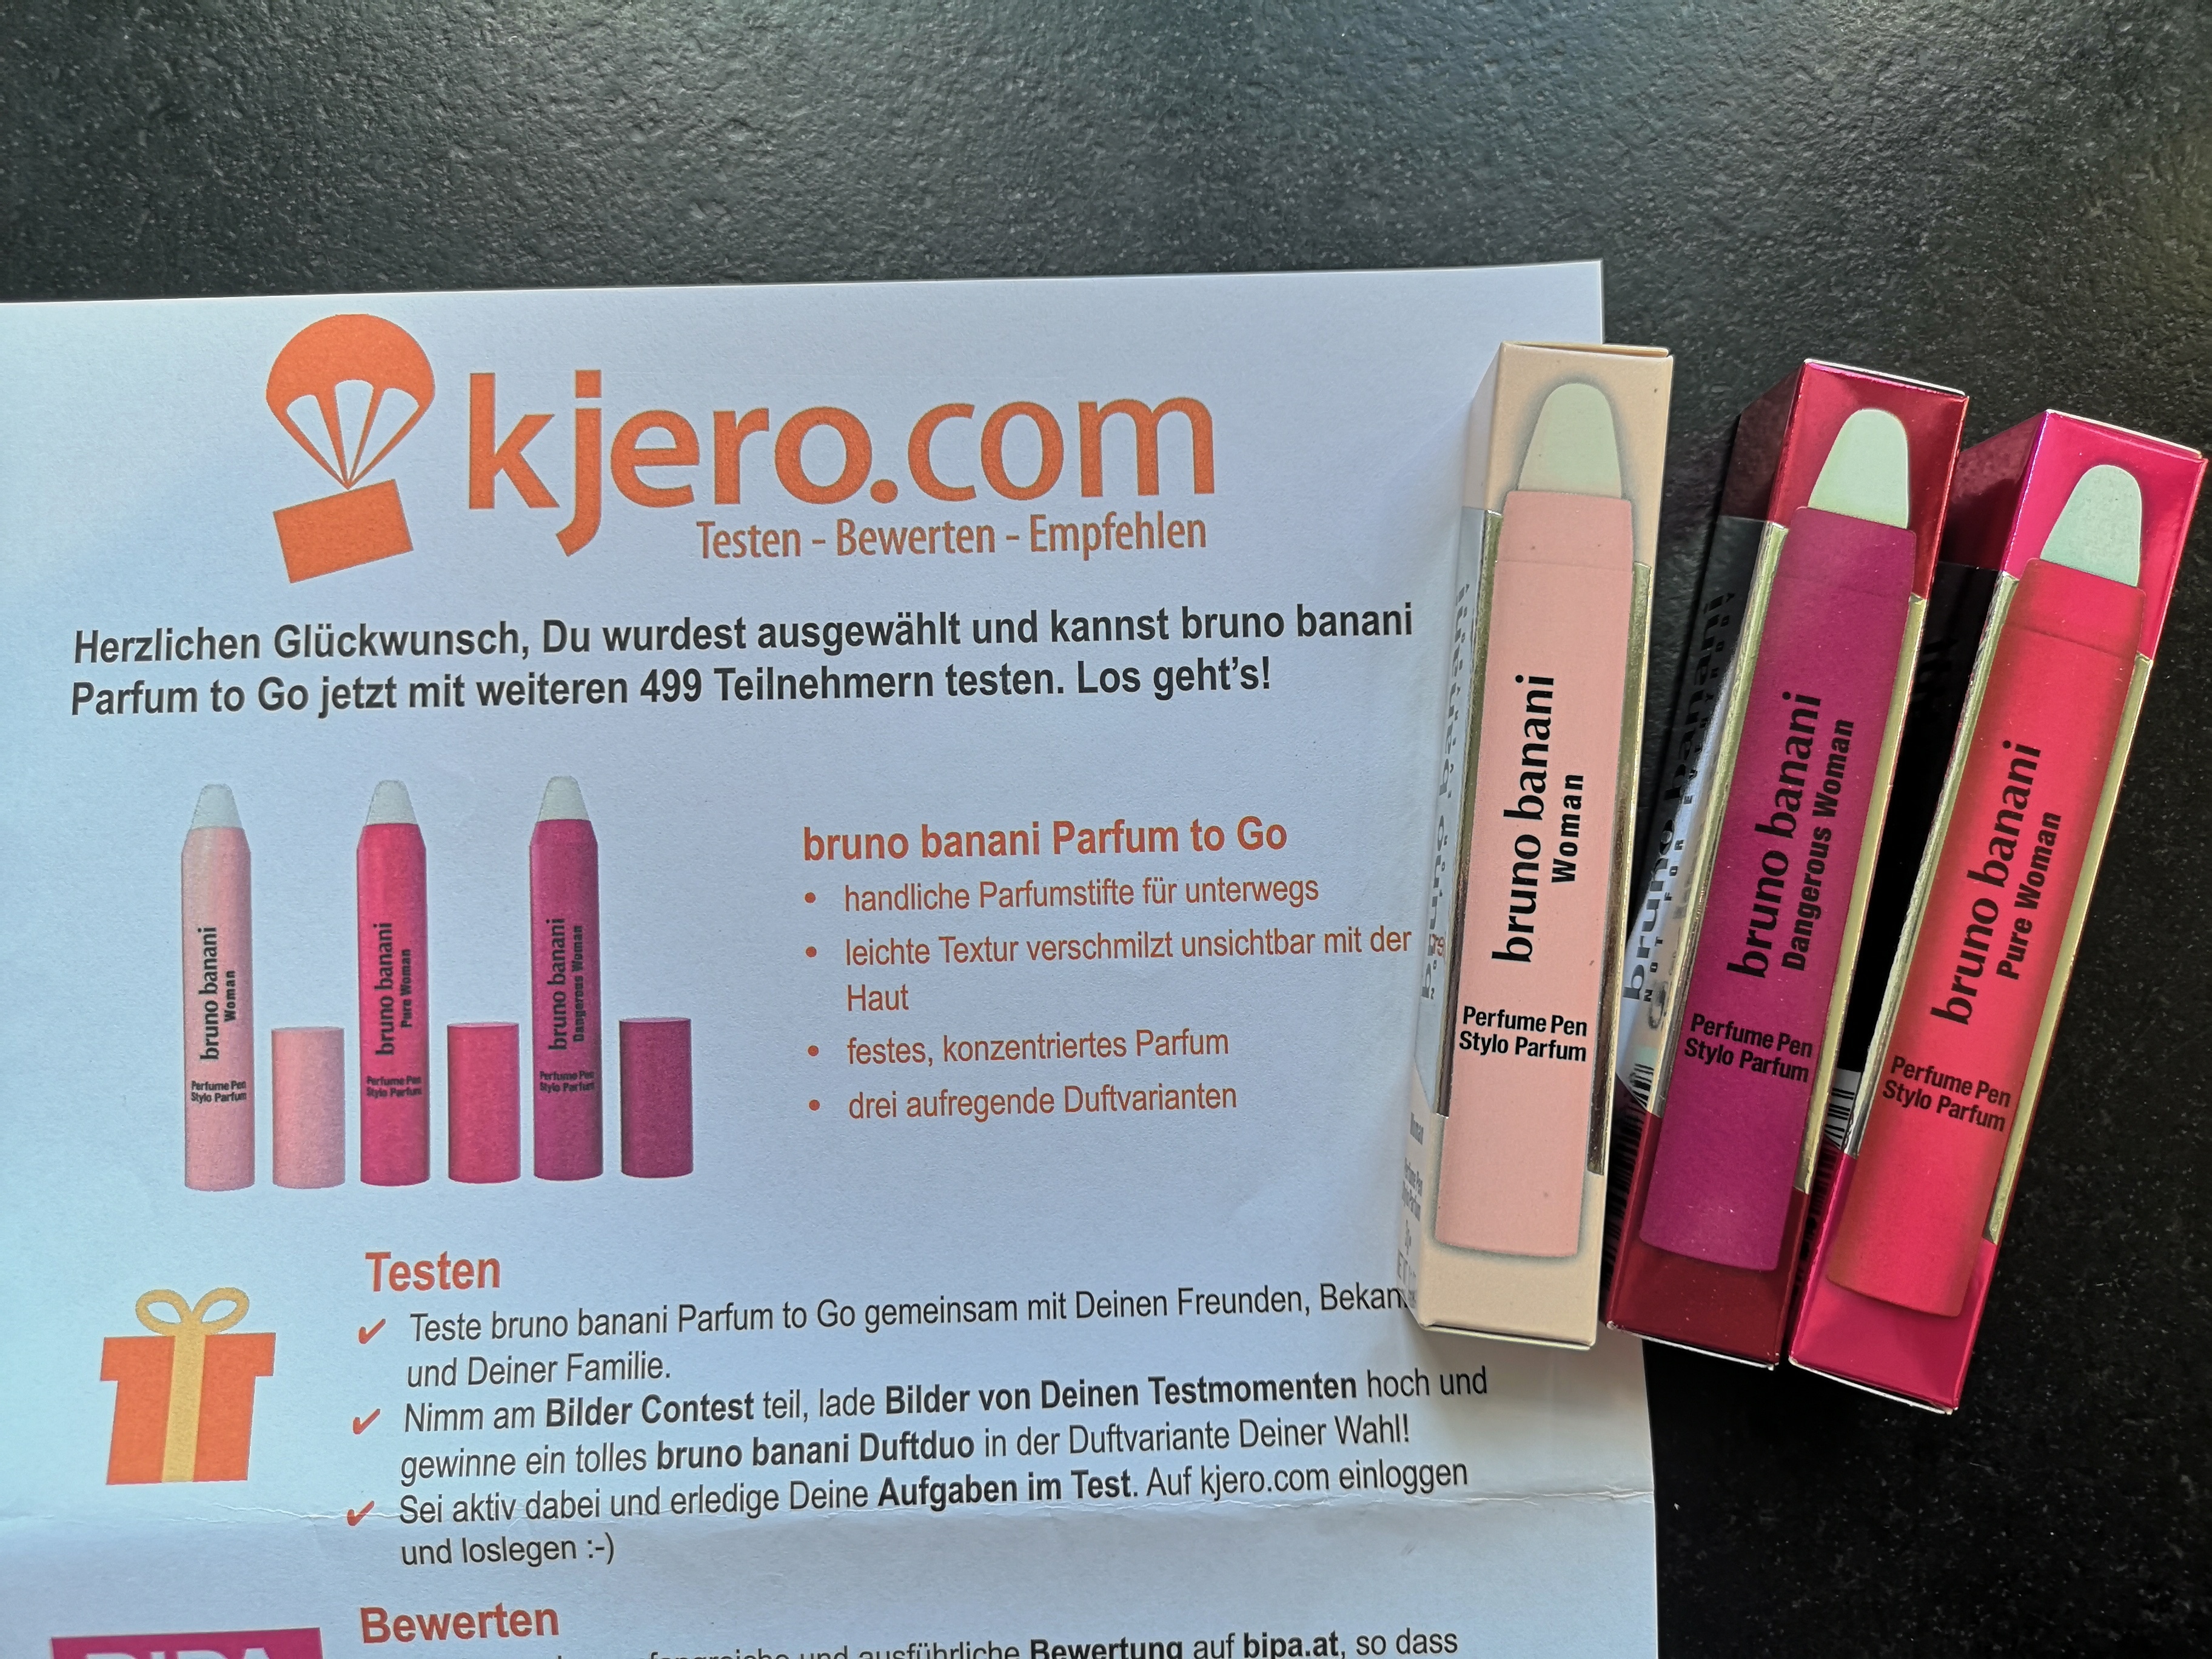 kjero.com
Testen - Bewerten - Empfehlen
Herzlichen Glückwunsch, Du wurdest ausgewählt und kannst bruno banani
Parfum to Go jetzt mit weiteren 499 Teilnehmern testen. Los geht's!
bruno banani
Woman
Perfume Pen
Stylo Parfum
bruno banani
Pure Woman
Perfume Pen
Stylo Parfum
bruno banani
Dangerous Woman
Perfume Pen
Stylo Parfum
bruno banani Parfum to Go
• handliche Parfumstifte für unterwegs
• leichte Textur verschmilzt unsichtbar mit der
Haut
• festes, konzentriertes Parfum
• drei aufregende Duftvarianten
Testen
✔ Teste bruno banani Parfum to Go gemeinsam mit Deinen Freunden,
und Deiner Familie.
✔ Nimm am Bilder Contest teil, lade Bilder von Deinen Testmomenten hoch und
gewinne ein tolles bruno banani Duftduo in der Duftvariante Deiner Wahl!
✔ Sei aktiv dabei und erledige Deine Aufgaben im Test. Auf kjero.com einloggen
und loslegen :-)
Bewerten
und ausführliche Bewertung auf bipa.at, so dass
bruno banani
Woman
Perfume Pen
Stylo Parfum
bruno banani
Dangerous Woman
Perfume Pen
Stylo Parfum
bruno banani
Pure Woman
Perfume Pen
Stylo Parfum